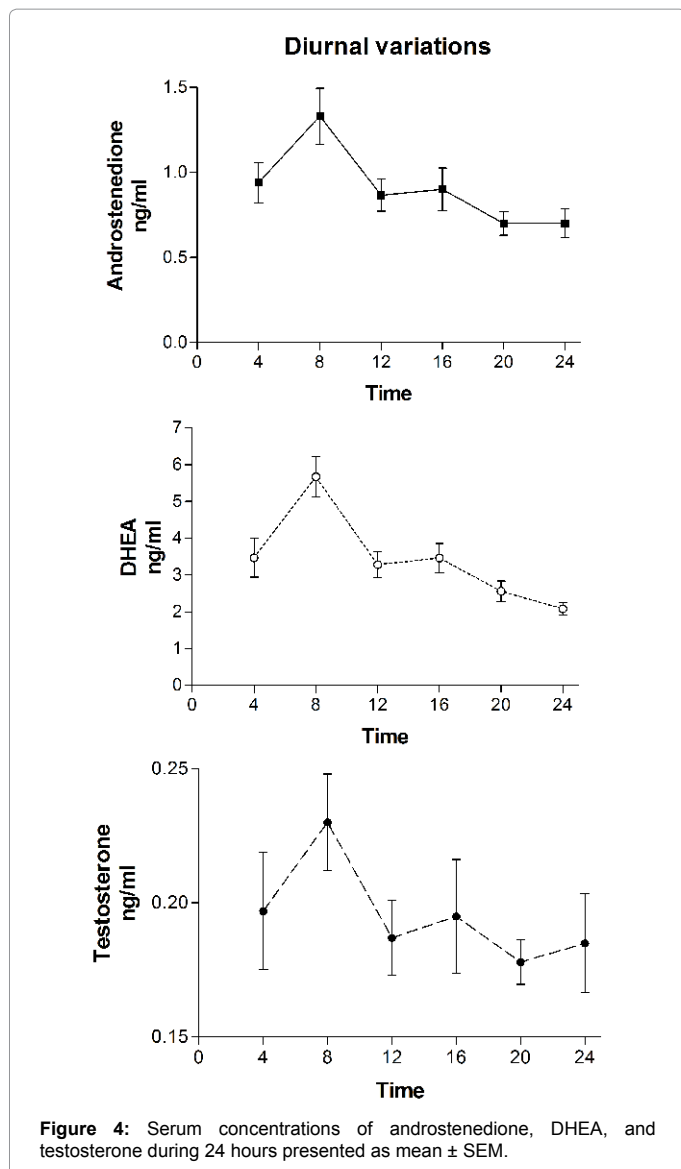 Diurnal variations
Androstenedione
ng/ml
1.5
1.0
0.5
0.0
0 4 8 12 16 20 24
Time
DHEA
ng/ml
7
6
5
4
3
2
1
0
0 4 8 12 16 20 24
Time
Testosterone
ng/ml
0.25
0.20
0.15
0 4 8 12 16 20 24
Time
Figure 4: Serum concentrations of androstenedione, DHEA, and
testosterone during 24 hours presented as mean ± SEM.